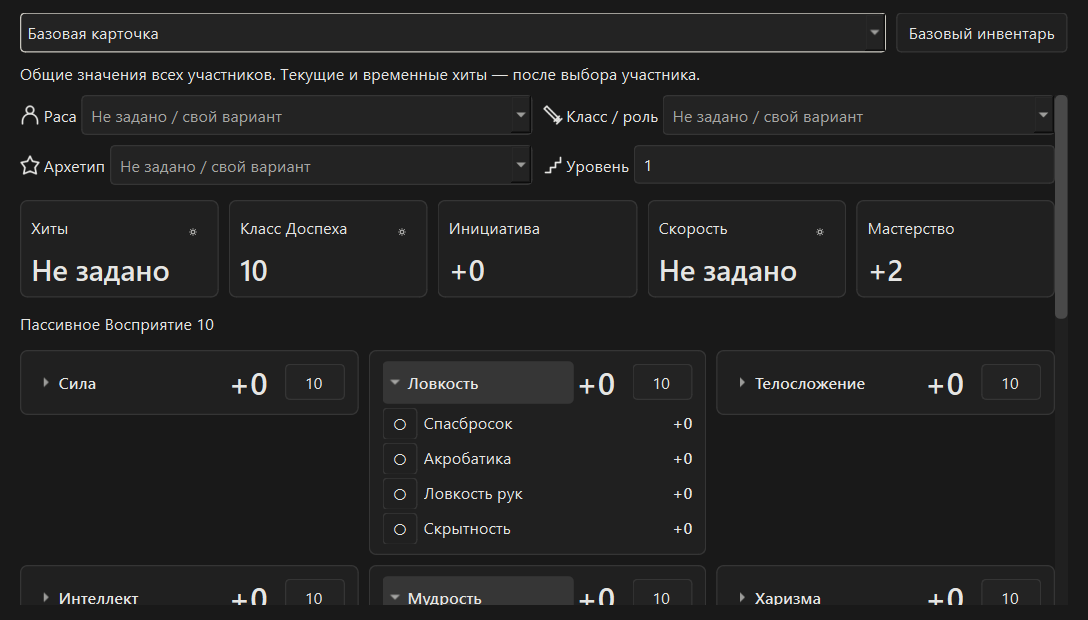 Базовая карточка
Базовый инвентарь
Общие значения всех участников. Текущие и временные хиты — после выбора участника.
Раса Не задано / свой вариант
Класс / роль Не задано / свой вариант
Архетип Не задано / свой вариант
Уровень 1
Хиты
Не задано
Класс Доспеха
10
Инициатива
+0
Скорость
Не задано
Мастерство
+2
Пассивное Восприятие 10
Сила +0 10
Ловкость +0 10
Спасбросок +0
Акробатика +0
Ловкость рук +0
Скрытность +0
Телосложение +0 10
Интеллект +0 10
Мудрость +0 10
Харизма +0 10